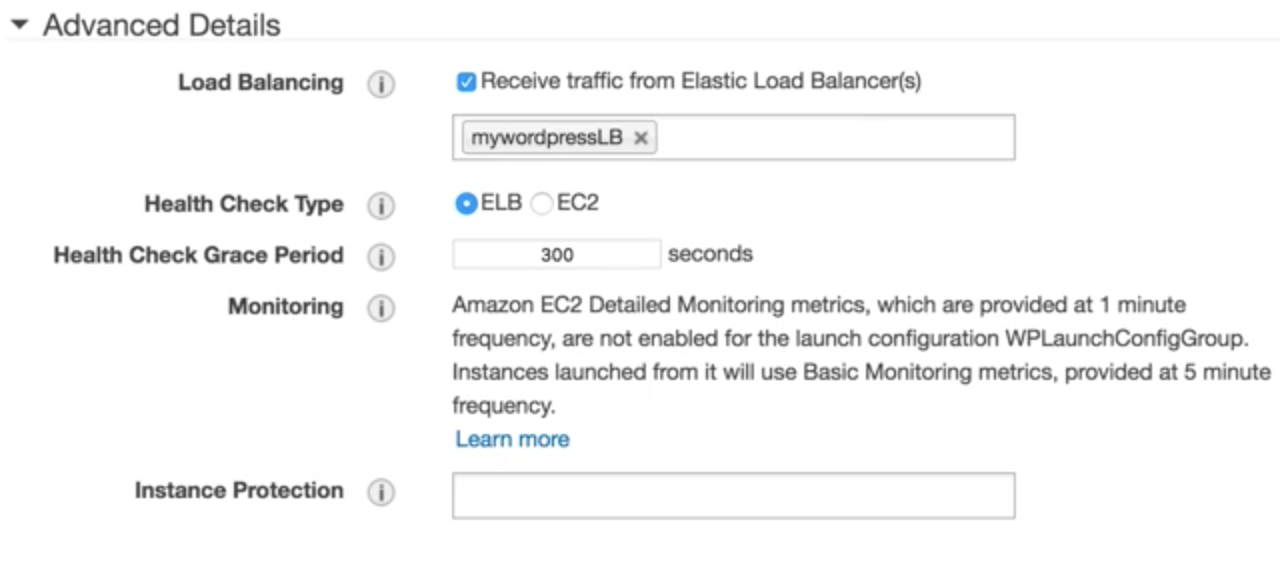 Advanced Details
Load Balancing Receive traffic from Elastic Load Balancer(s)
mywordpressLB
Health Check Type ELB EC2
Health Check Grace Period 300 seconds
Monitoring Amazon EC2 Detailed Monitoring metrics, which are provided at 1 minute
frequency, are not enabled for the launch configuration WPLaunchConfigGroup.
Instances launched from it will use Basic Monitoring metrics, provided at 5 minute
frequency.
Learn more
Instance Protection